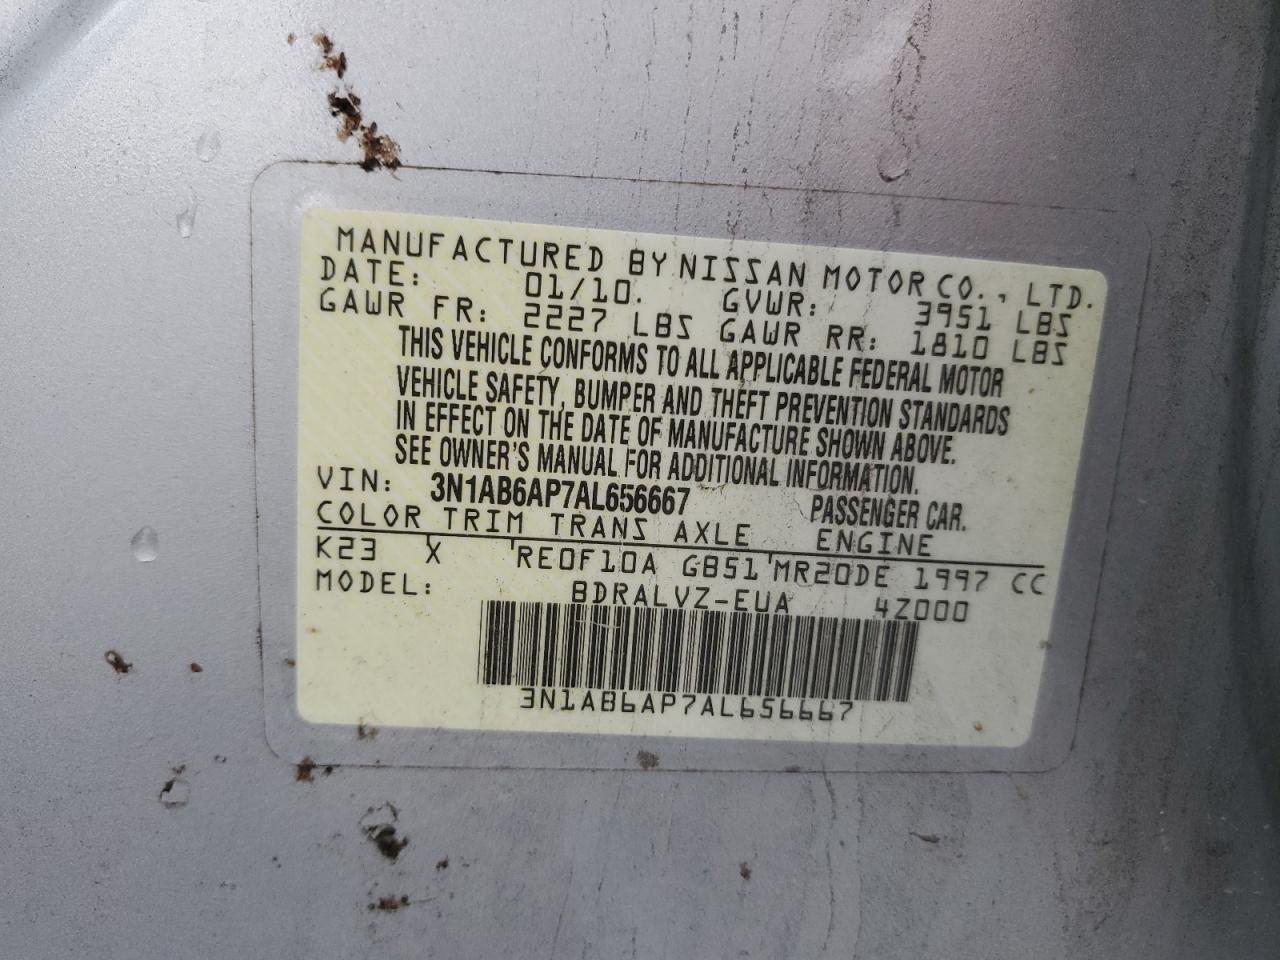 MANUFACTURED BY NISSAN MOTOR CO., LTD.
DATE: 01/10. GVWR: 3951 LBS
GAWR FR: 2227 LBS GAWR RR: 1810 LBS
THIS VEHICLE CONFORMS TO ALL APPLICABLE FEDERAL MOTOR
VEHICLE SAFETY, BUMPER AND THEFT PREVENTION STANDARDS
IN EFFECT ON THE DATE OF MANUFACTURE SHOWN ABOVE.
SEE OWNER'S MANUAL FOR ADDITIONAL INFORMATION.
VIN: 3N1AB6AP7AL656667 PASSENGER CAR.
COLOR TRIM TRANS AXLE ENGINE
K23 X RE0F10A GB51 MR20DE 1997 CC
MODEL: BDRALVZ-EUA 4Z000
3N1AB6AP7AL656667